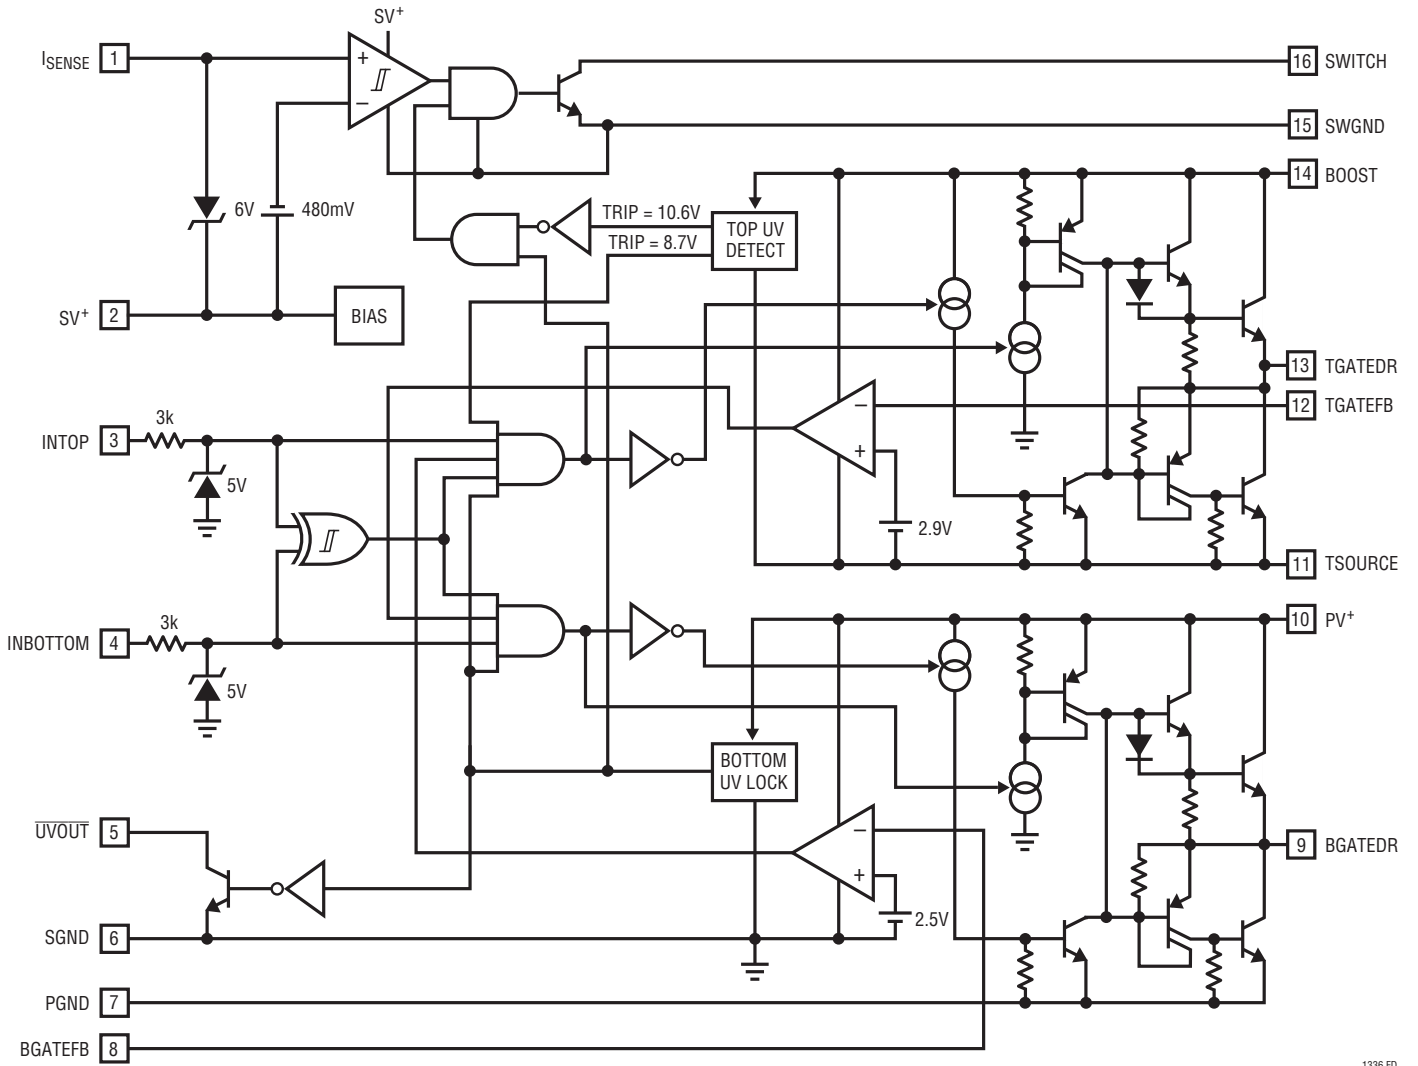 SV+
ISENSE 1
16 SWITCH
+
−
15 SWGND
14 BOOST
6V 480mV
TRIP = 10.6V
TRIP = 8.7V
TOP UV
DETECT
SV+ 2
BIAS
13 TGATEDR
3k
12 TGATEFB
−
INTOP 3
+
5V
2.9V
11 TSOURCE
10 PV+
3k
INBOTTOM 4
5V
BOTTOM
UV LOCK
UVOUT 5
−
9 BGATEDR
+
2.5V
SGND 6
PGND 7
BGATEFB 8
1336 FD